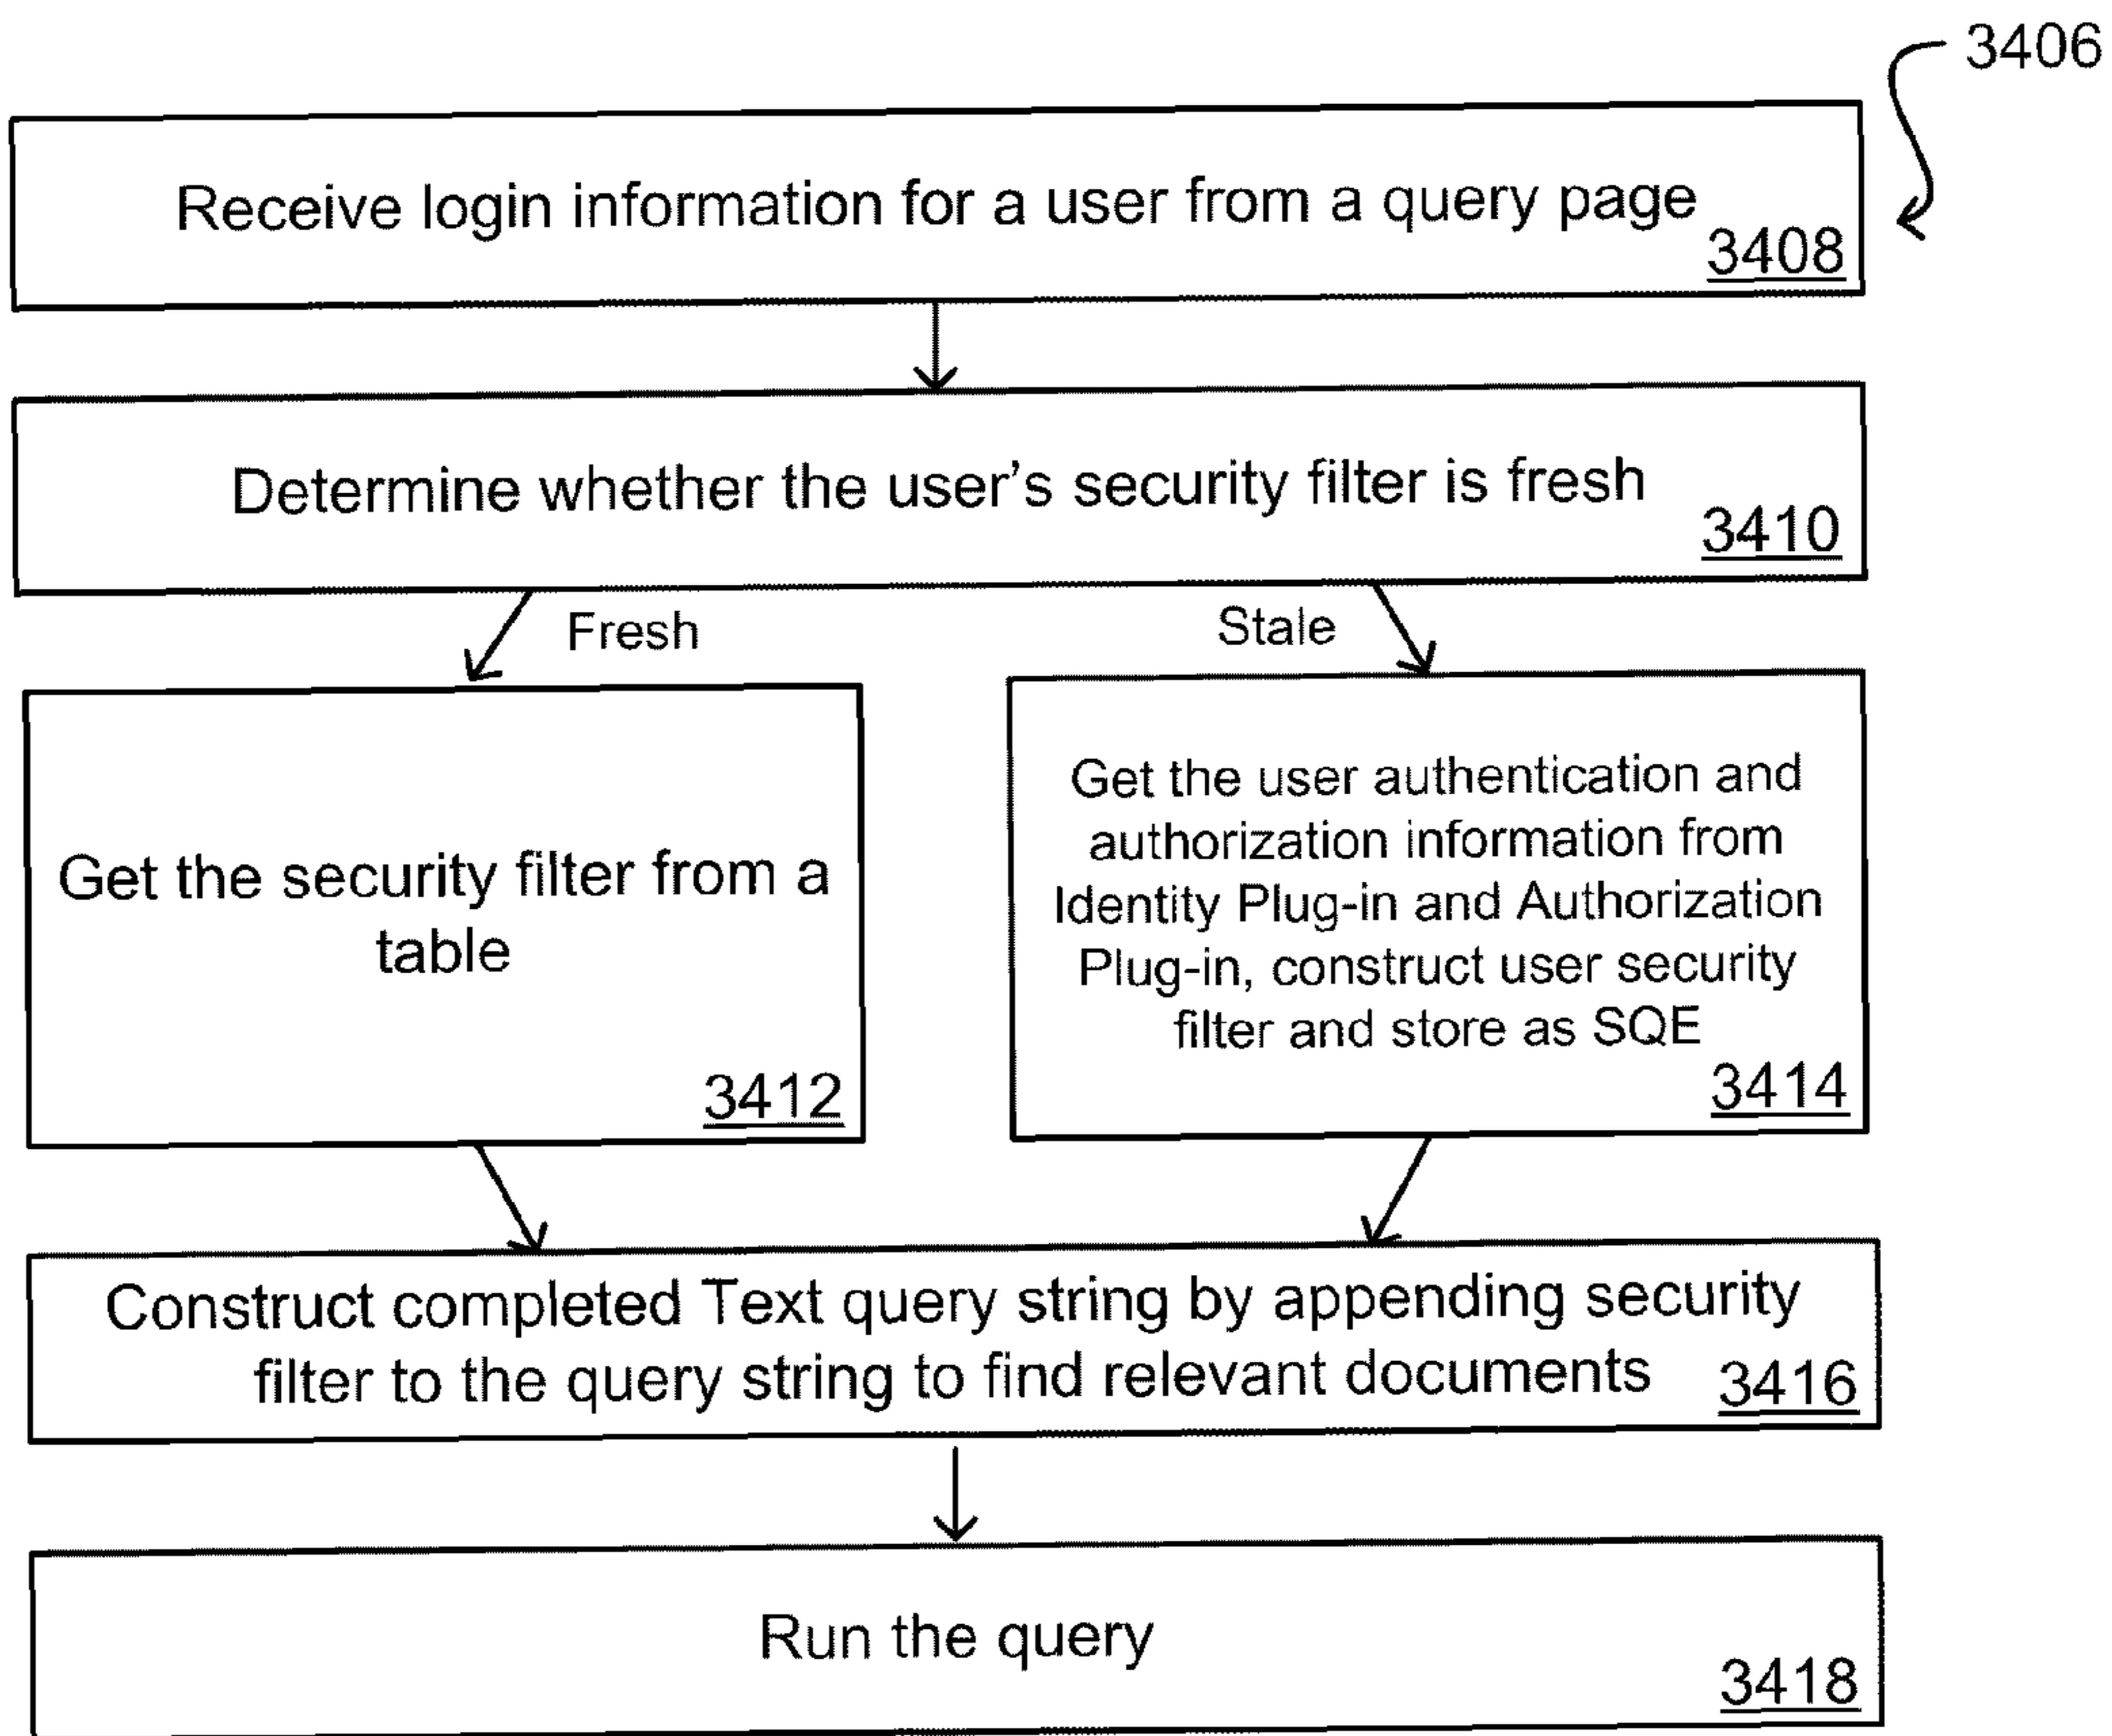 3406
Receive login information for a user from a query page
3408
Determine whether the user's security filter is fresh
3410
Fresh
Stale
Get the security filter from a
table
3412
Get the user authentication and
authorization information from
Identity Plug-in and Authorization
Plug-in, construct user security
filter and store as SQE
3414
Construct completed Text query string by appending security
filter to the query string to find relevant documents
3416
Run the query
3418